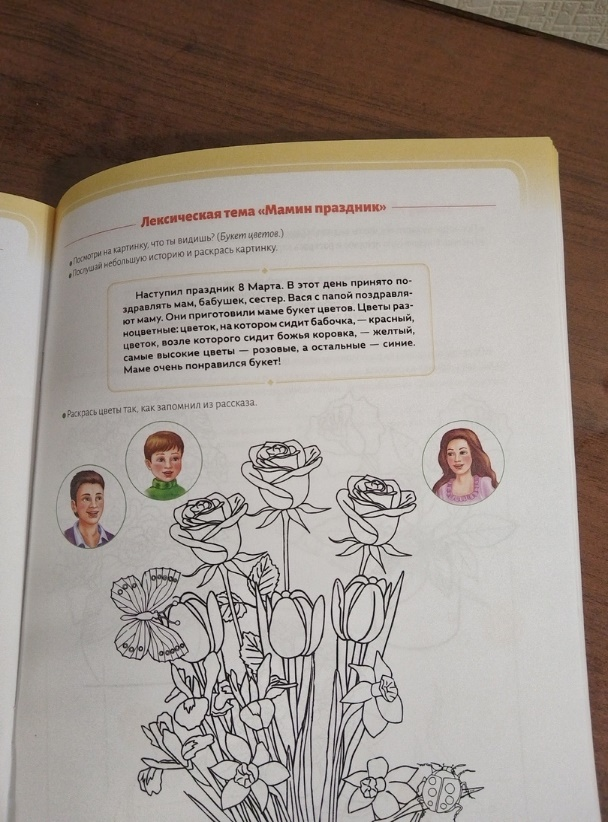 Лексическая тема «Мамин праздник»
● Посмотри на картинку, что ты видишь? (Букет цветов.)
● Послушай небольшую историю и раскрась картинку.
Наступил праздник 8 Марта. В этот день принято по-
здравлять мам, бабушек, сестер. Вася с папой поздравля-
ют маму. Они приготовили маме букет цветов. Цветы раз-
ноцветные: цветок, на котором сидит бабочка, — красный,
цветок, возле которого сидит божья коровка, — желтый,
самые высокие цветы — розовые, а остальные — синие.
Маме очень понравился букет!
● Раскрась цветы так, как запомнил из рассказа.